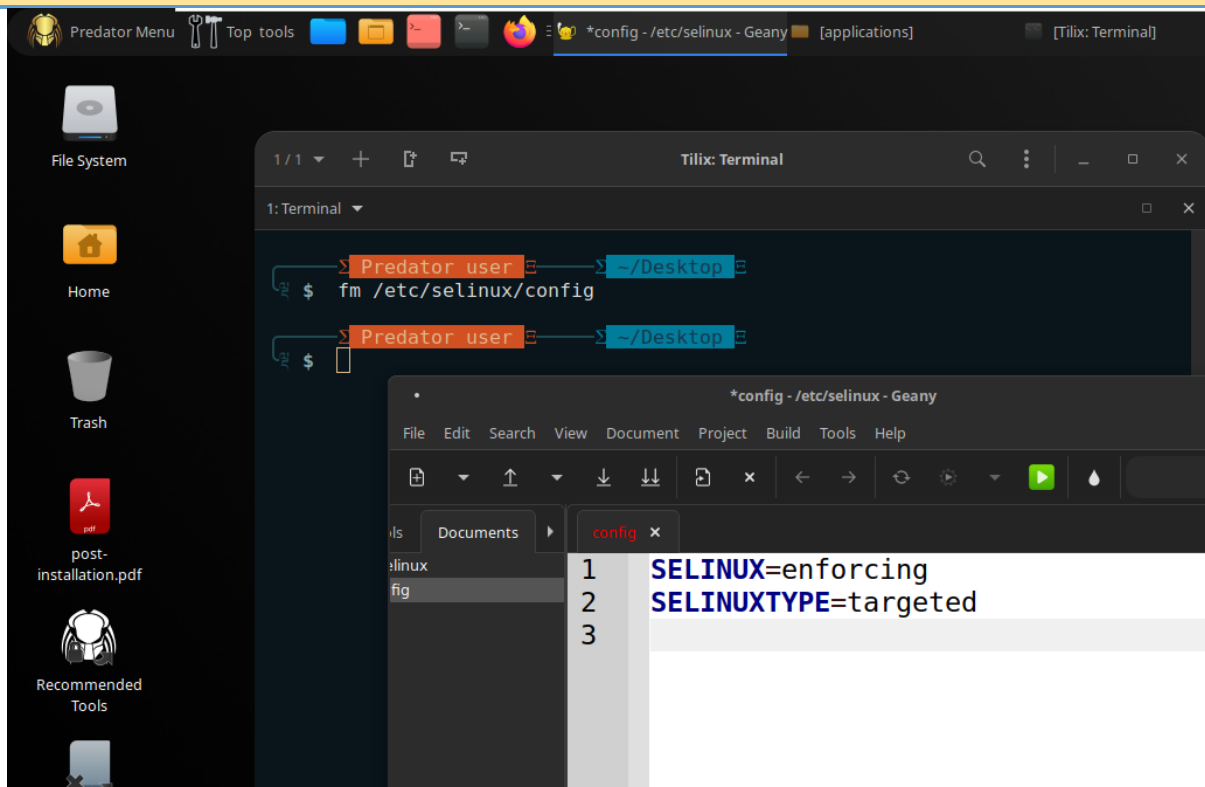 Predator Menu Top tools *config - /etc/selinux - Geany [applications] [Tilix: Terminal]
File System
Home
Trash
pdf
post-
installation.pdf
Recommended
Tools
1 / 1 Tilix: Terminal
1: Terminal
Σ Predator user Ξ Σ ~/Desktop Ξ
$ fm /etc/selinux/config
Σ Predator user Ξ Σ ~/Desktop Ξ
$
*config - /etc/selinux - Geany
File Edit Search View Document Project Build Tools Help
Documents config
elinux
fig
1 SELINUX=enforcing
2 SELINUXTYPE=targeted
3